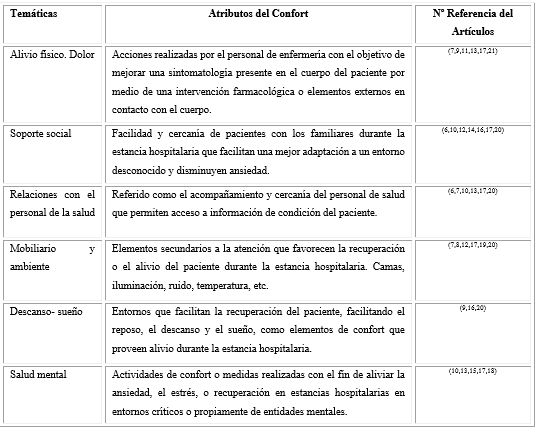 Temáticas Atributos del Confort Nº Referencia del
Artículos
Alivio físico. Dolor Acciones realizadas por el personal de enfermería con el objetivo de (7,9,11,13,17,21)
mejorar una sintomatología presente en el cuerpo del paciente por
medio de una intervención farmacológica o elementos externos en
contacto con el cuerpo.
Soporte social Facilidad y cercanía de pacientes con los familiares durante la (6,10,12,14,16,17,20)
estancia hospitalaria que facilitan una mejor adaptación a un entorno
desconocido y disminuyen ansiedad.
Relaciones con el Referido como el acompañamiento y cercanía del personal de salud (6,7,10,13,17,20)
personal de la salud que permiten acceso a información de condición del paciente.
Mobiliario y Elementos secundarios a la atención que favorecen la recuperación (7,8,12,17,19,20)
ambiente o el alivio del paciente durante la estancia hospitalaria. Camas,
iluminación, ruido, temperatura, etc.
Descanso- sueño Entornos que facilitan la recuperación del paciente, facilitando el (9,16,20)
reposo, el descanso y el sueño, como elementos de confort que
proveen alivio durante la estancia hospitalaria.
Salud mental Actividades de confort o medidas realizadas con el fín de aliviar la (10,13,15,17,18)
ansiedad, el estrés, o recuperación en estancias hospitalarias en
entornos críticos o propiamente de entidades mentales.